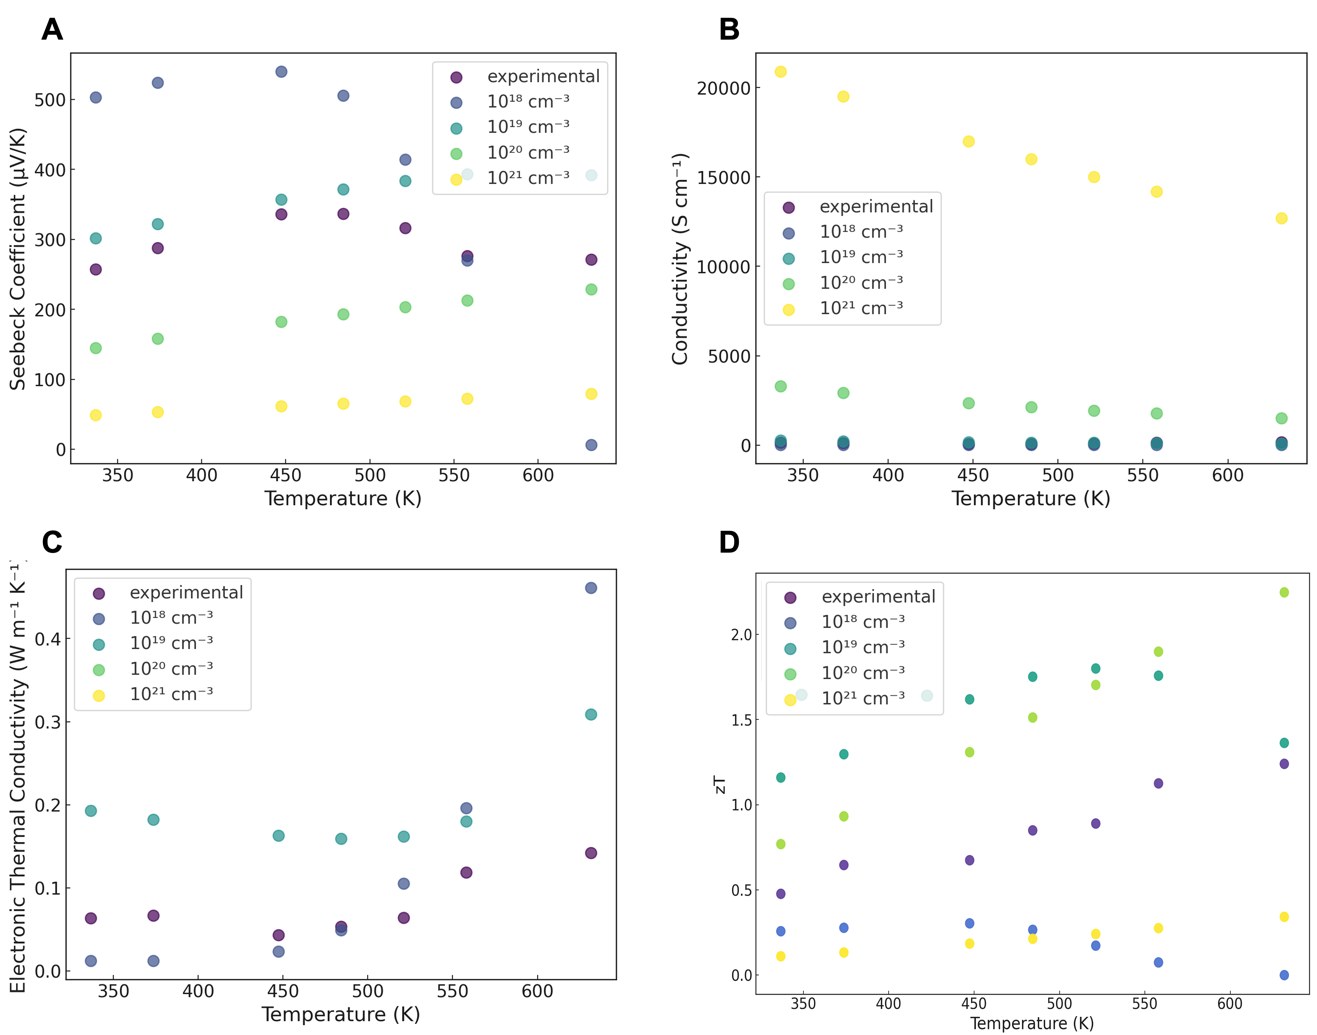 A
B
500
400
300
200
100
0
350
400
450
500
550
600
Temperature (K)
Seebeck Coefficient (μV/K)
experimental
10¹⁸ cm⁻³
10¹⁹ cm⁻³
10²⁰ cm⁻³
10²¹ cm⁻³
20000
15000
10000
5000
0
350
400
450
500
550
600
Temperature (K)
Conductivity (S cm⁻¹)
experimental
10¹⁸ cm⁻³
10¹⁹ cm⁻³
10²⁰ cm⁻³
10²¹ cm⁻³
C
D
0.4
0.3
0.2
0.1
0.0
350
400
450
500
550
600
Temperature (K)
Electronic Thermal Conductivity (W m⁻¹ K⁻¹
experimental
10¹⁸ cm⁻³
10¹⁹ cm⁻³
10²⁰ cm⁻³
10²¹ cm⁻³
2.0
1.5
1.0
0.5
0.0
350
400
450
500
550
600
Temperature (K)
zT
experimental
10¹⁸ cm⁻³
10¹⁹ cm⁻³
10²⁰ cm⁻³
10²¹ cm⁻³